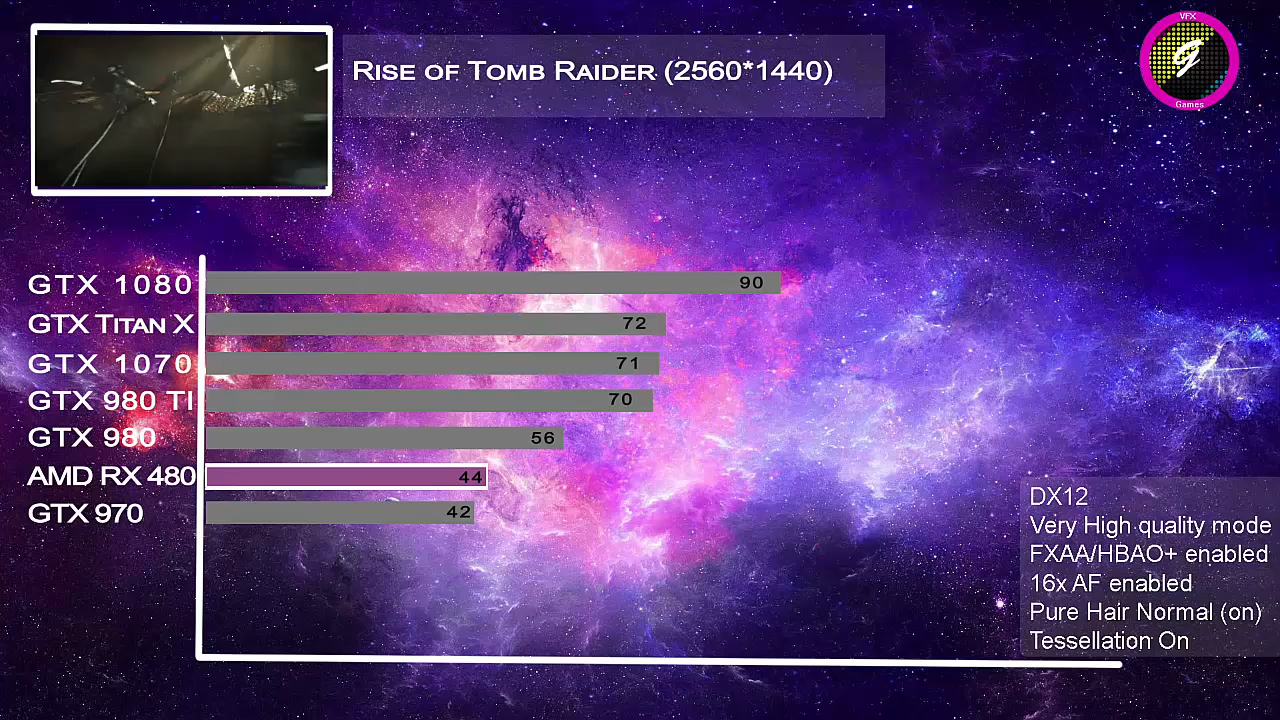 VFX
Games
Rise of Tomb Raider (2560*1440)
GTX 1080 90
GTX Titan X 72
GTX 1070 71
GTX 980 TI 70
GTX 980 56
AMD RX 480 44
GTX 970 42
DX12
Very High quality mode
FXAA/HBAO+ enabled
16x AF enabled
Pure Hair Normal (on)
Tessellation On